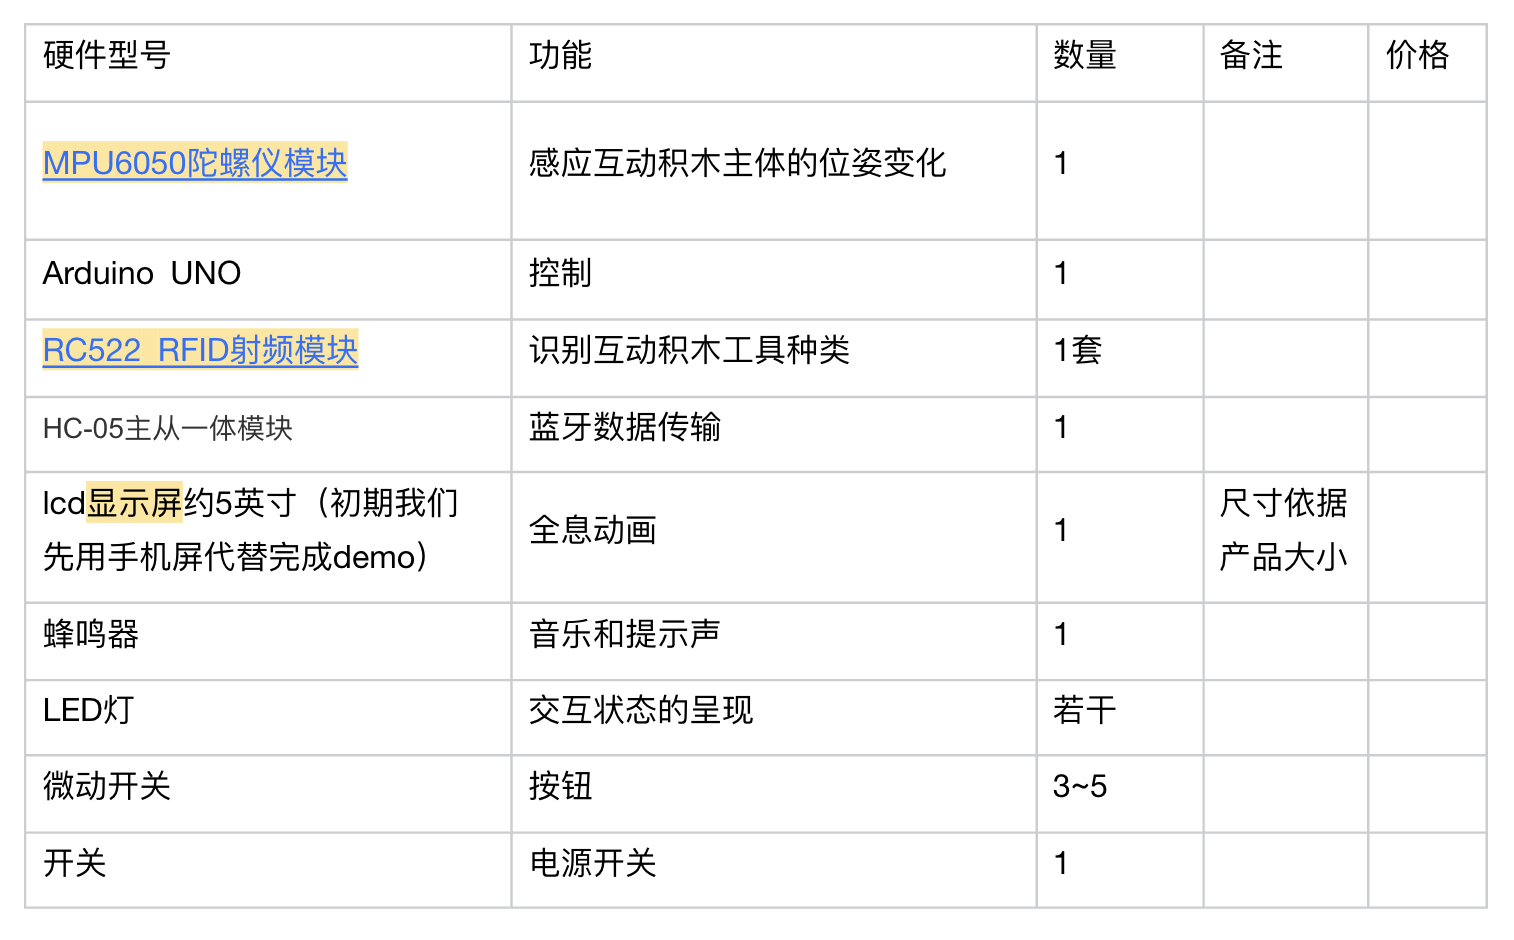 硬件型号 功能 数量 备注 价格
MPU6050陀螺仪模块 感应互动积木主体的位姿变化 1
Arduino UNO 控制 1
RC522 RFID射频模块 识别互动积木工具种类 1套
HC-05主从一体模块 蓝牙数据传输 1
lcd显示屏约5英寸（初期我们
先用手机屏代替完成demo） 全息动画 1 尺寸依据
产品大小
蜂鸣器 音乐和提示声 1
LED灯 交互状态的呈现 若干
微动开关 按钮 3~5
开关 电源开关 1